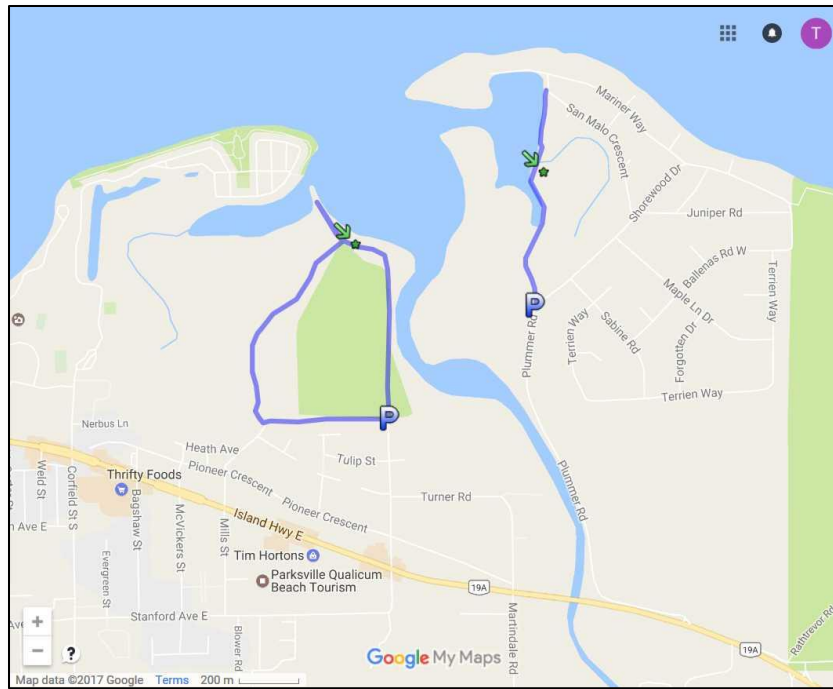 T
Mariner Way
San Malo Crescent
Shorewood Dr
Juniper Rd
Ballenas Rd W
Terrien Way
Maple Ln Dr
P
Sabine Rd
Forgotten Dr
Terrien Way
Plummer Rd
Terrien Way
P
Nerbus Ln
Heath Ave
Tulip St
Pioneer Crescent
Pioneer Crescent
Thrifty Foods
Weld St
Corfield St S
Bagshaw St
McVickers St
Mills St
Turner Rd
Plummer Rd
Island Hwy E
n Ave E
Tim Hortons
Evergreen St
Parksville Qualicum
Beach Tourism
19A
Stanford Ave E
Martindale Rd
Blower Rd
19A
Rathtrevor Rd
+
−
?
Google My Maps
Map data ©2017 Google Terms 200 m